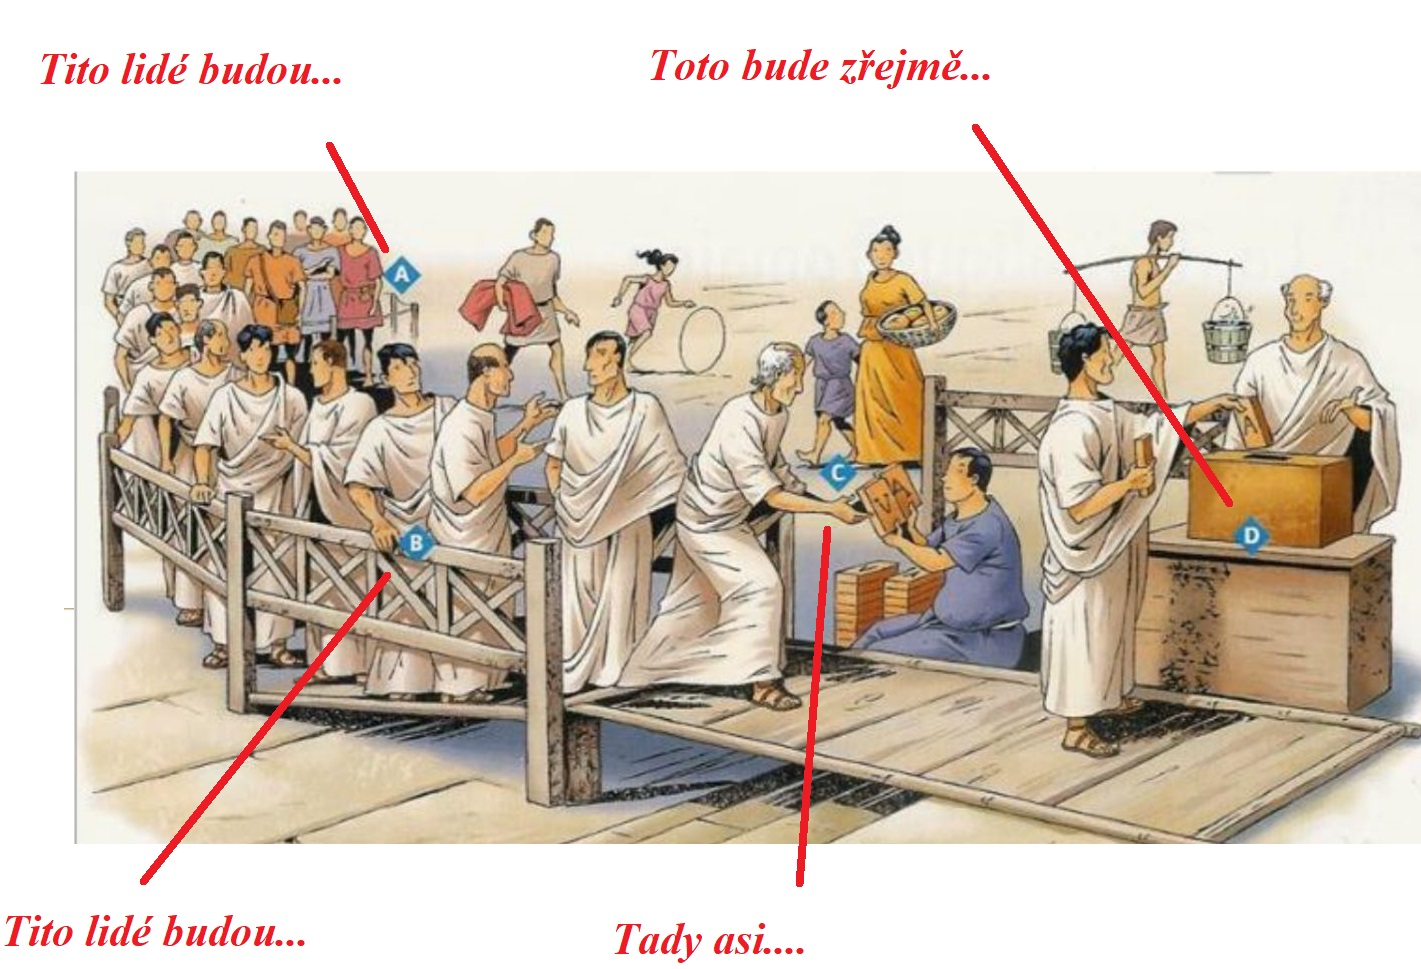 Tito lidé budou...
Toto bude zřejmě...
A
C
B
D
Tito lidé budou...
Tady asi....